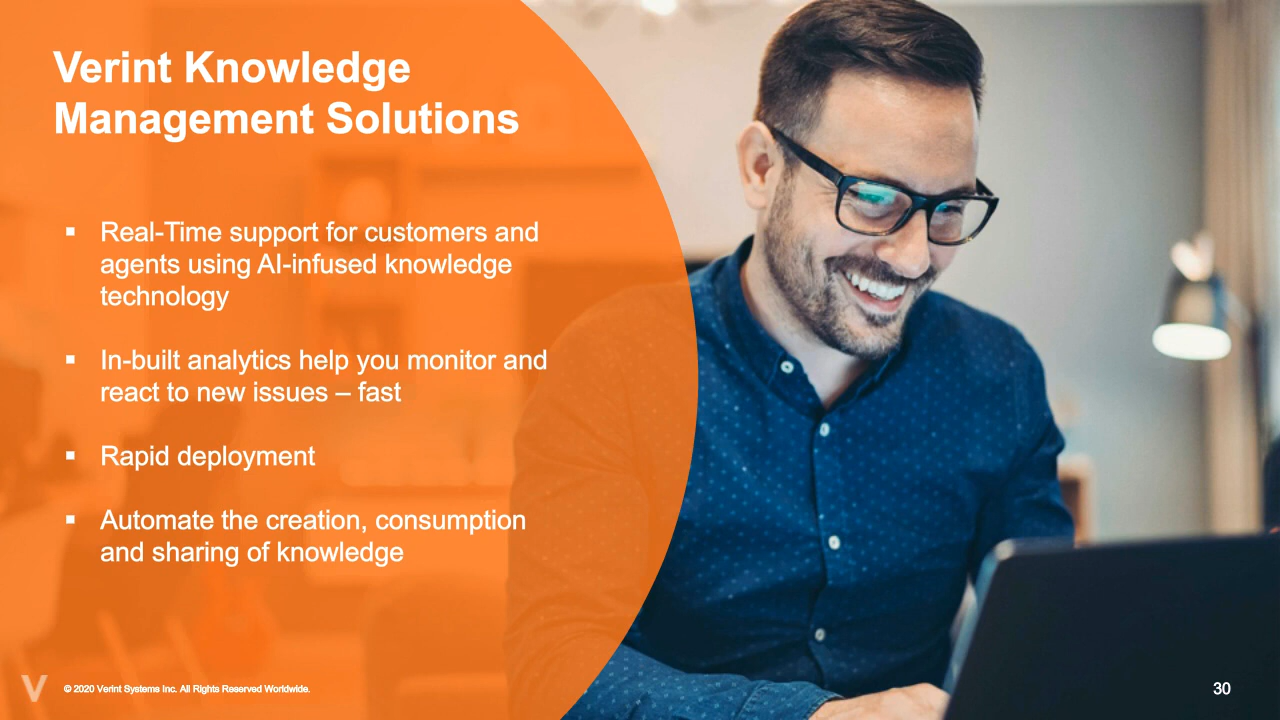 Verint Knowledge
Management Solutions
▪ Real-Time support for customers and
agents using AI-infused knowledge
technology
▪ In-built analytics help you monitor and
react to new issues – fast
▪ Rapid deployment
▪ Automate the creation, consumption
and sharing of knowledge
V © 2020 Verint Systems Inc. All Rights Reserved Worldwide.
30